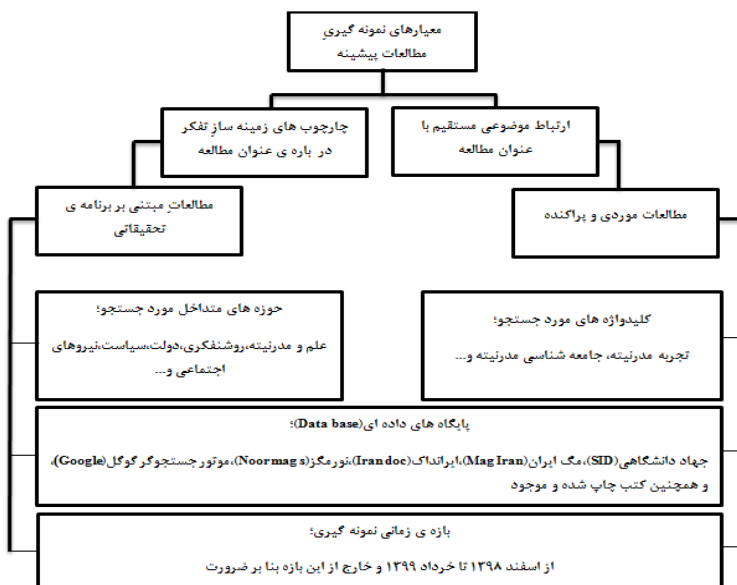 معیارهای نمونه گیریِ
مطالعات پیشینه
ارتباط موضوعی مستقیم با
عنوان مطالعه
چارچوب های زمینه سازِ تفکر
در باره ی عنوان مطالعه
مطالعات موردی و پراکنده
مطالعاتِ مبتنی بر برنامه ی
تحقیقاتی
کلیدواژه های مورد جستجو؛
تجربه مدرنیته، جامعه شناسی مدرنیته و...
حوزه های متداخل مورد جستجو؛
علم و مدرنیته،روشنفکری،دولت،سیاست،نیروهای
اجتماعی و...
پایگاه های داده ای(Data base)؛
جهاد دانشگاهی(SID)،مگ ایران(Mag Iran)،ایرانداک(Iran doc)،نورمگز(Noor mag s)،موتور جستجوگر گوگل(Google)،
و همچنین کتب چاپ شده و موجود
بازه ی زمانی نمونه گیری؛
از اسفند ۱۳۹۸ تا خرداد ۱۳۹۹ و خارج از این بازه بنا بر ضرورت